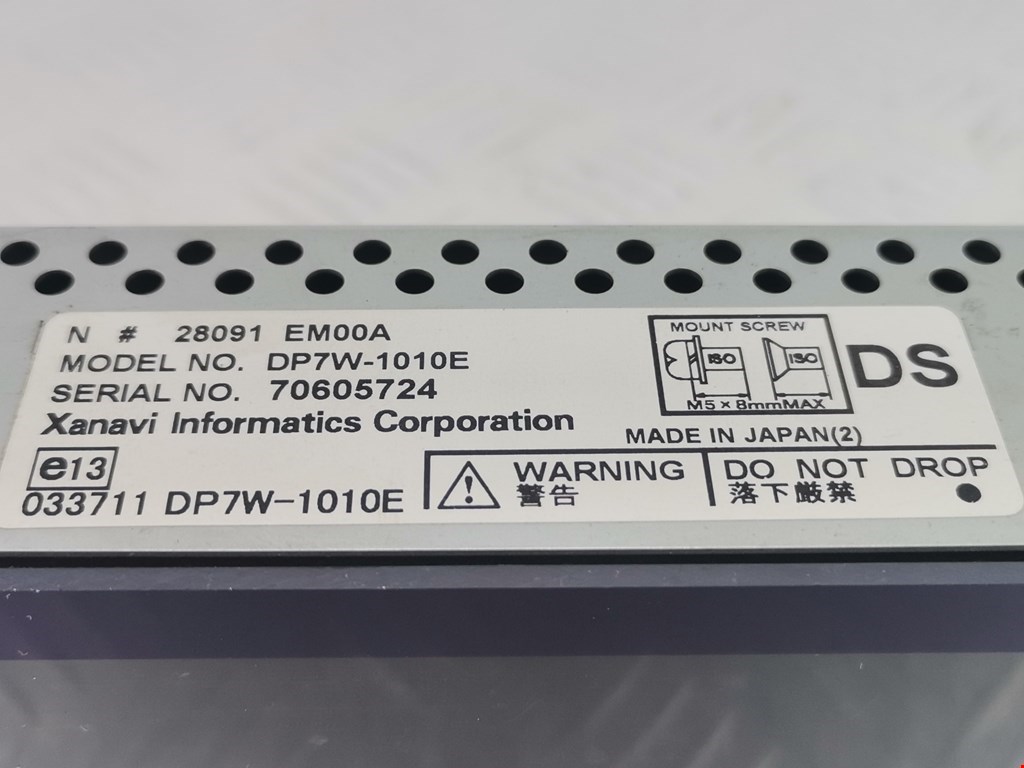 N # 28091 EM00A
MODEL NO. DP7W-1010E
SERIAL NO. 70605724
Xanavi Informatics Corporation
e13
033711 DP7W-1010E
MOUNT SCREW
ISO ISO
M5×8mmMAX
DS
MADE IN JAPAN(2)
WARNING
警告
DO NOT DROP
落下厳禁